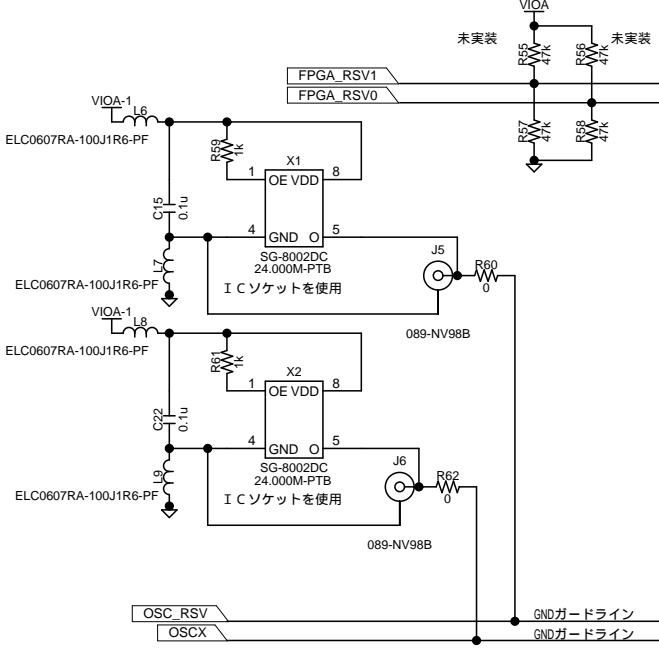 VIOA
未実装
R55
47k
R56
47k
未実装
FPGA_RSV1
FPGA_RSV0
R57
47k
R58
47k
VIOA-1
L6
ELC0607RA-100J1R6-PF
R59
1k
X1
1
OE VDD
8
C15
0.1u
4
GND O
5
SG-8002DC
24.000M-PTB
ICソケットを使用
L7
ELC0607RA-100J1R6-PF
J5
R60
0
089-NV98B
VIOA-1
L8
ELC0607RA-100J1R6-PF
R61
1k
X2
1
OE VDD
8
C22
0.1u
4
GND O
5
SG-8002DC
24.000M-PTB
ICソケットを使用
L9
ELC0607RA-100J1R6-PF
J6
R62
0
089-NV98B
OSC_RSV
GNDガードライン
OSCX
GNDガードライン